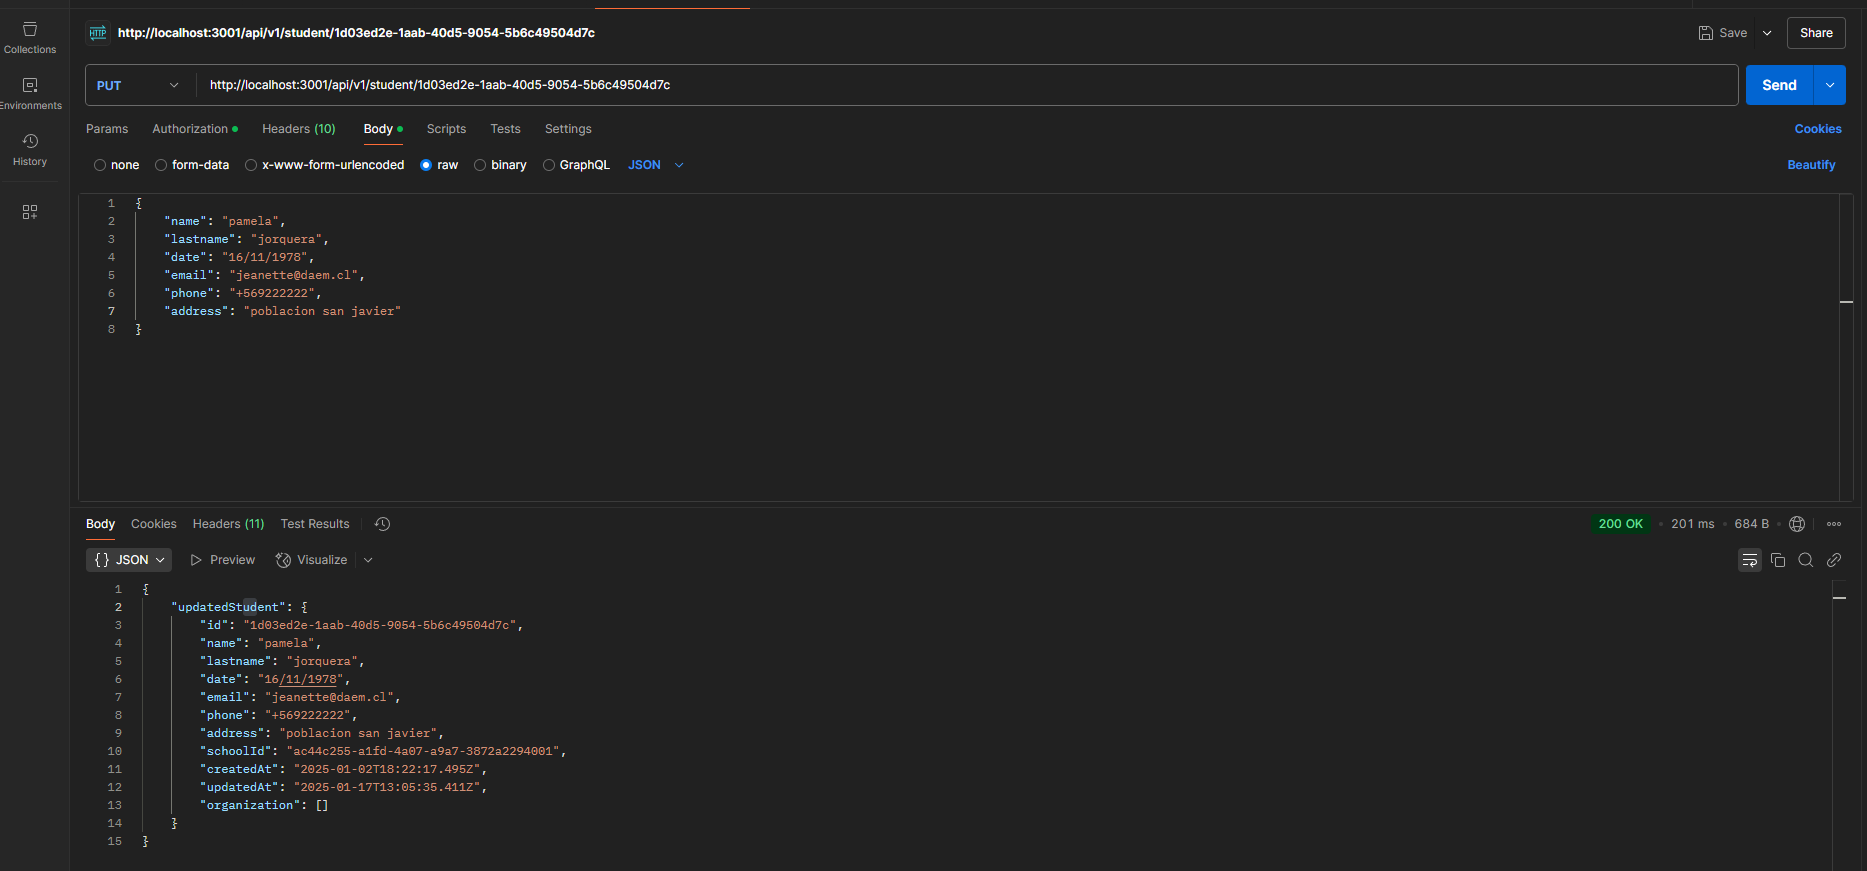 Collections
Environments
History
HTTP http://localhost:3001/api/v1/student/1d03ed2e-1aab-40d5-9054-5b6c49504d7c Save Share
PUT http://localhost:3001/api/v1/student/1d03ed2e-1aab-40d5-9054-5b6c49504d7c Send
Params Authorization Headers (10) Body Scripts Tests Settings Cookies
none form-data x-www-form-urlencoded raw binary GraphQL JSON Beautify
1 {
2 "name": "pamela",
3 "lastname": "jorquera",
4 "date": "16/11/1978",
5 "email": "jeanette@daem.cl",
6 "phone": "+569222222",
7 "address": "poblacion san javier"
8 }
Body Cookies Headers (11) Test Results 200 OK • 201 ms • 684 B •
{} JSON Preview Visualize
1 {
2 "updatedStudent": {
3 "id": "1d03ed2e-1aab-40d5-9054-5b6c49504d7c",
4 "name": "pamela",
5 "lastname": "jorquera",
6 "date": "16/11/1978",
7 "email": "jeanette@daem.cl",
8 "phone": "+569222222",
9 "address": "poblacion san javier",
10 "schoolId": "ac44c255-a1fd-4a07-a9a7-3872a2294001",
11 "createdAt": "2025-01-02T18:22:17.495Z",
12 "updatedAt": "2025-01-17T13:05:35.411Z",
13 "organization": []
14 }
15 }